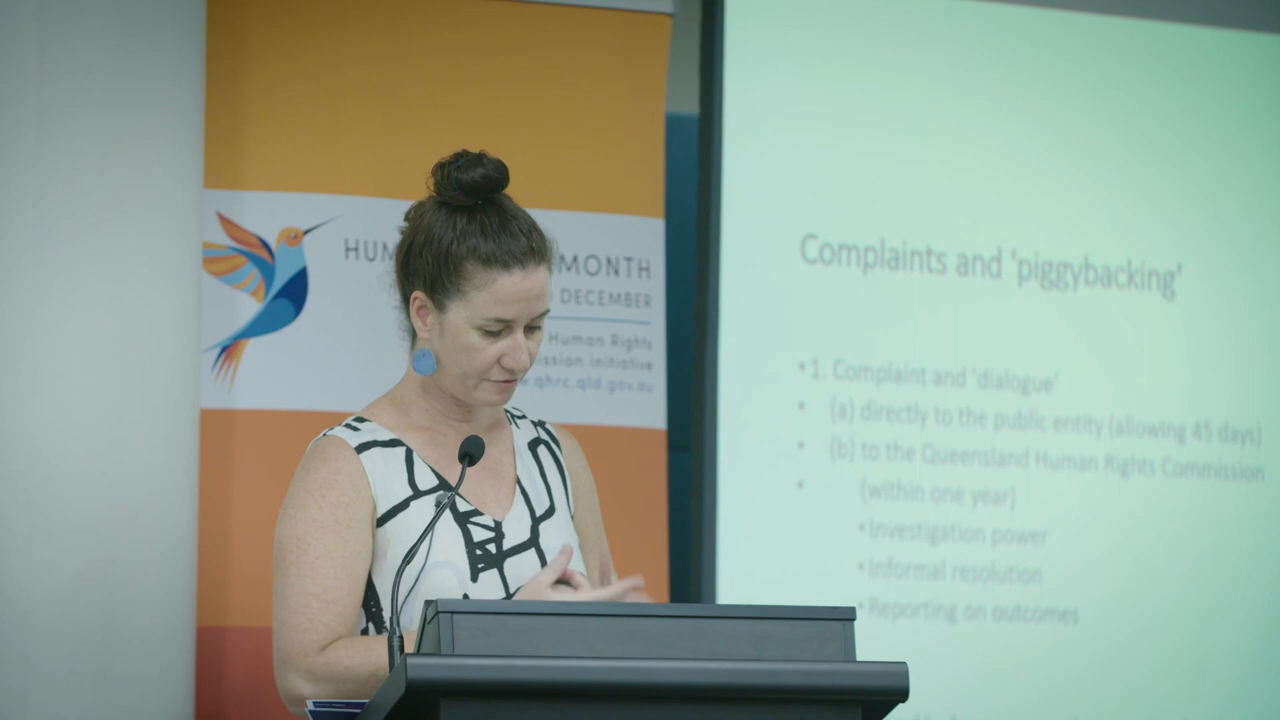 HUM MONTH
DECEMBER
Human Rights
ission initiative
w.qhrc.qld.gov.au
Complaints and 'piggybacking'
• 1. Complaint and 'dialogue'
• (a) directly to the public entity (allowing 45 days)
• (b) to the Queensland Human Rights Commission
• (within one year)
• Investigation power
• Informal resolution
• Reporting on outcomes